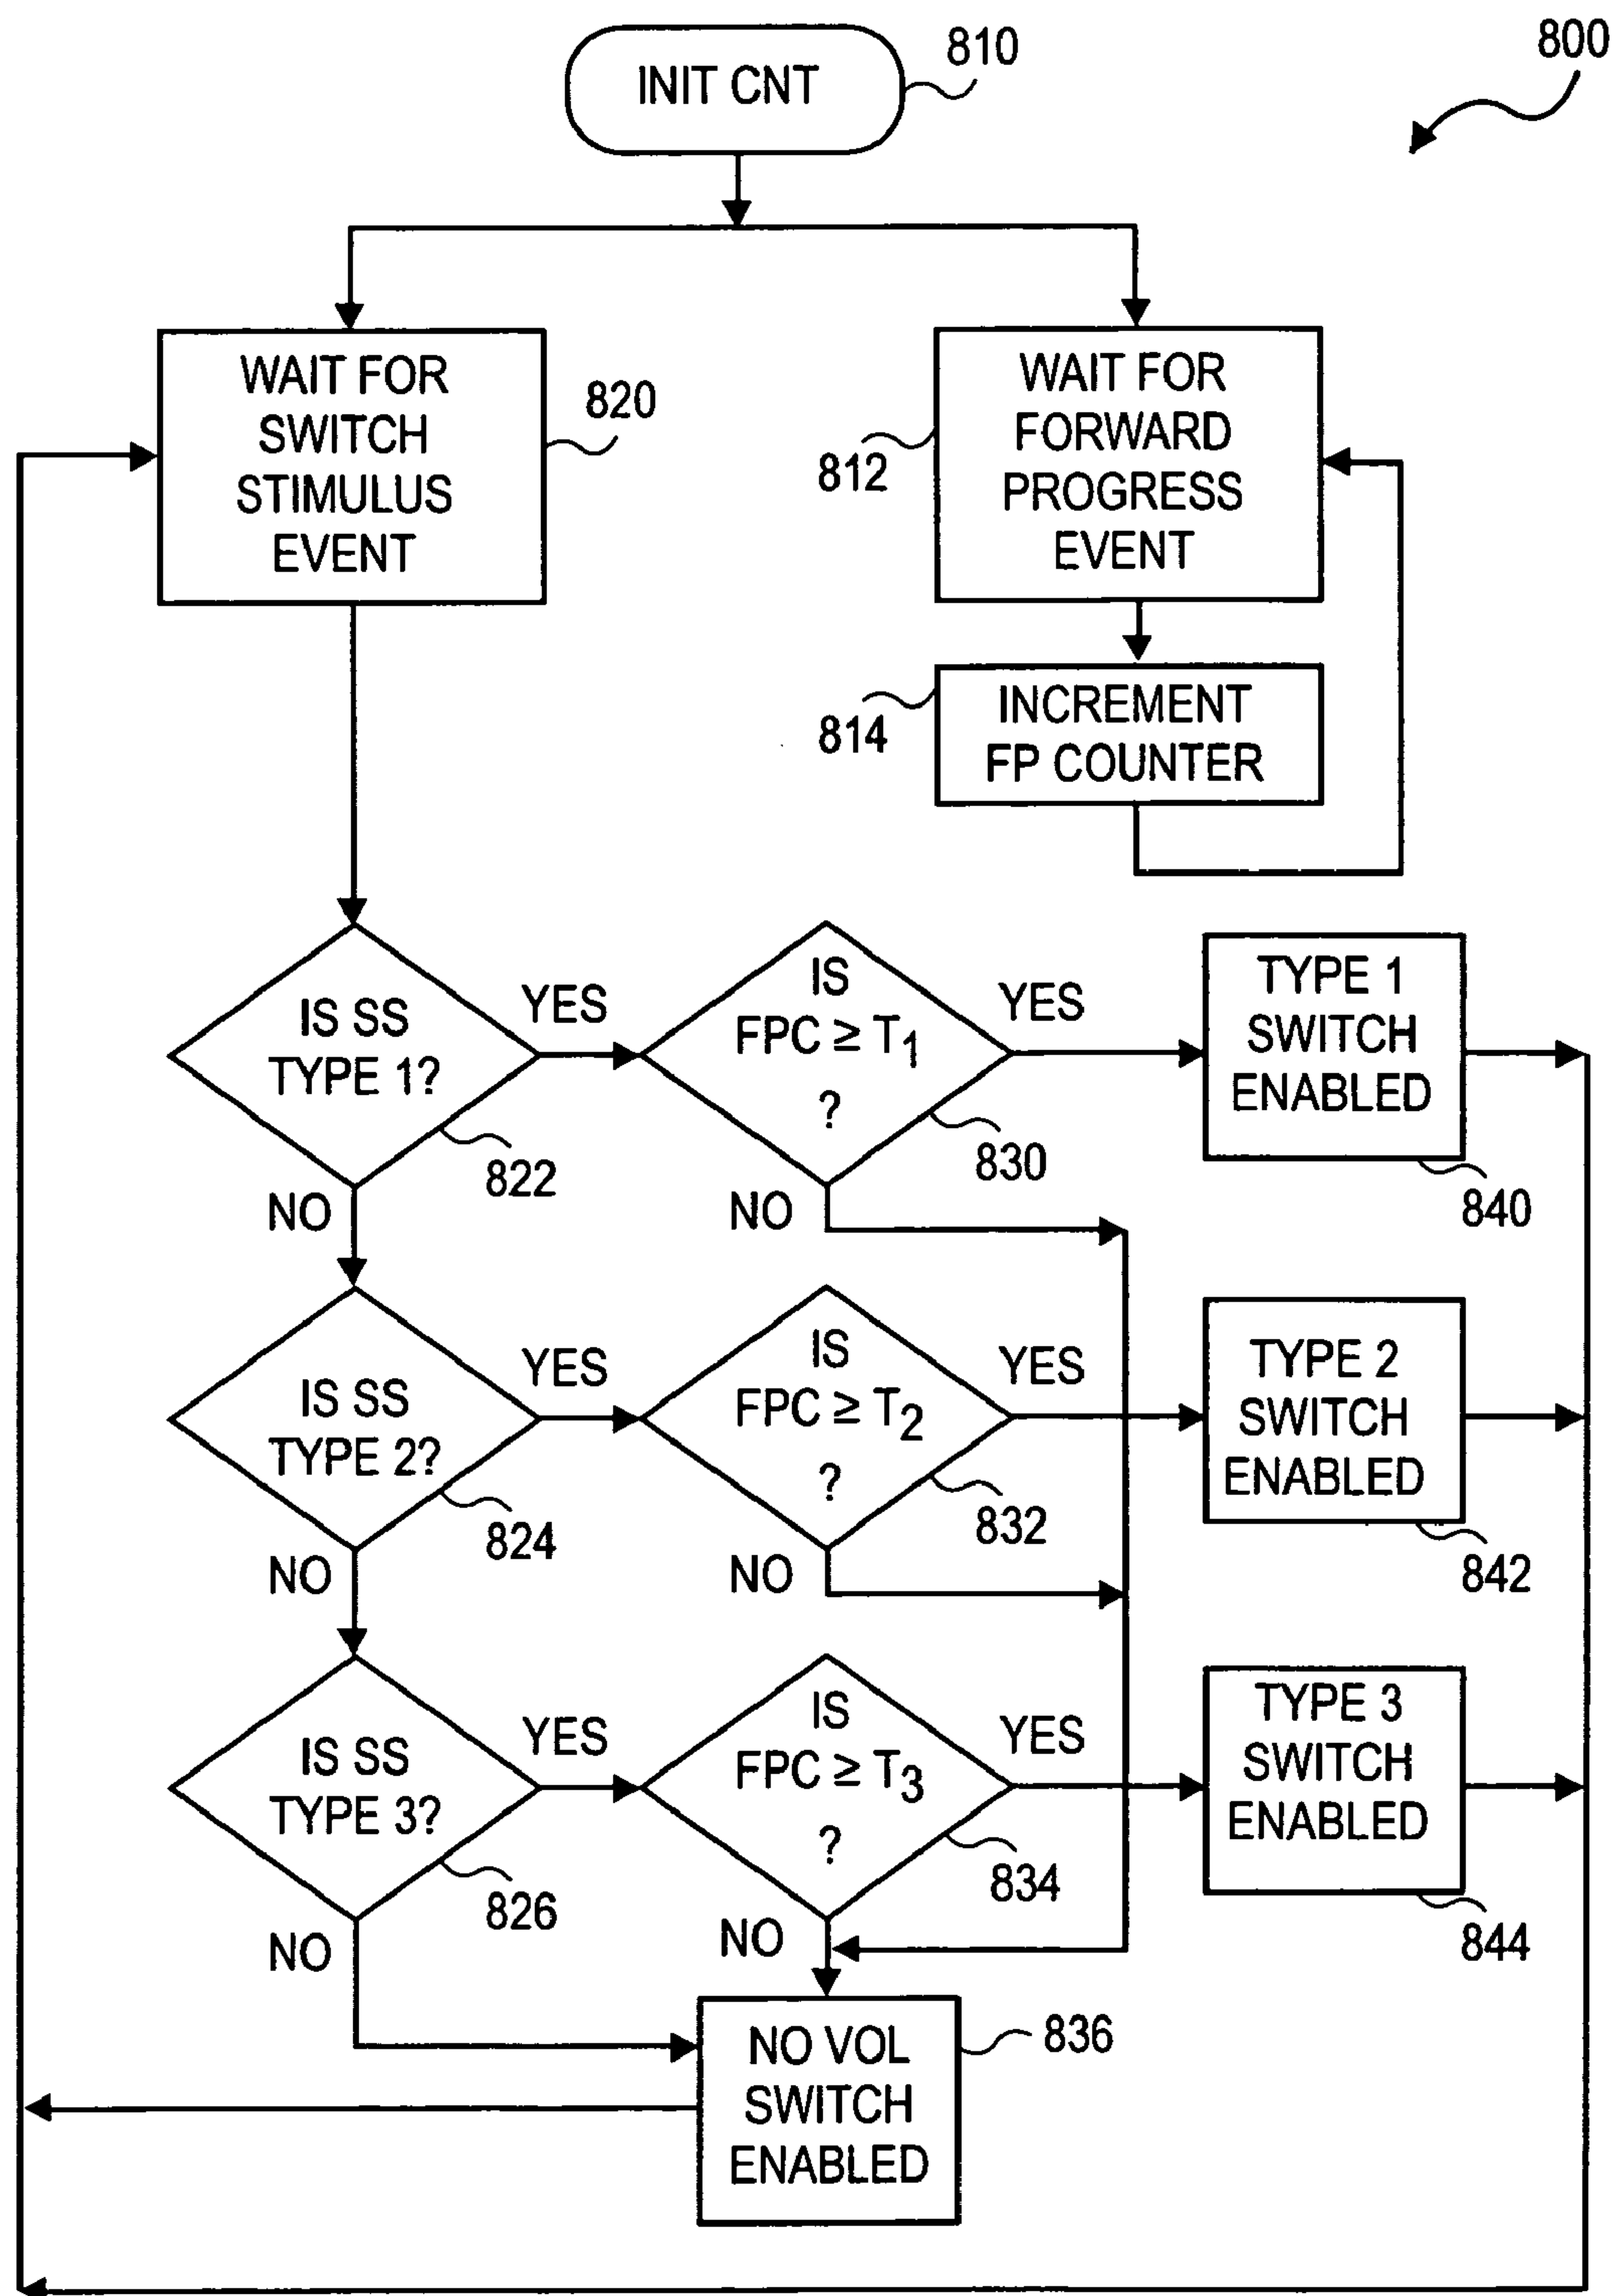 800
INIT CNT
810
WAIT FOR
SWITCH
STIMULUS
EVENT
820
WAIT FOR
FORWARD
PROGRESS
EVENT
812
INCREMENT
FP COUNTER
814
IS SS
TYPE 1?
822
YES
NO
IS
FPC ≥ T1
?
830
YES
NO
TYPE 1
SWITCH
ENABLED
840
IS SS
TYPE 2?
824
YES
NO
IS
FPC ≥ T2
?
832
YES
NO
TYPE 2
SWITCH
ENABLED
842
IS SS
TYPE 3?
826
YES
NO
IS
FPC ≥ T3
?
834
YES
NO
TYPE 3
SWITCH
ENABLED
844
NO VOL
SWITCH
ENABLED
836